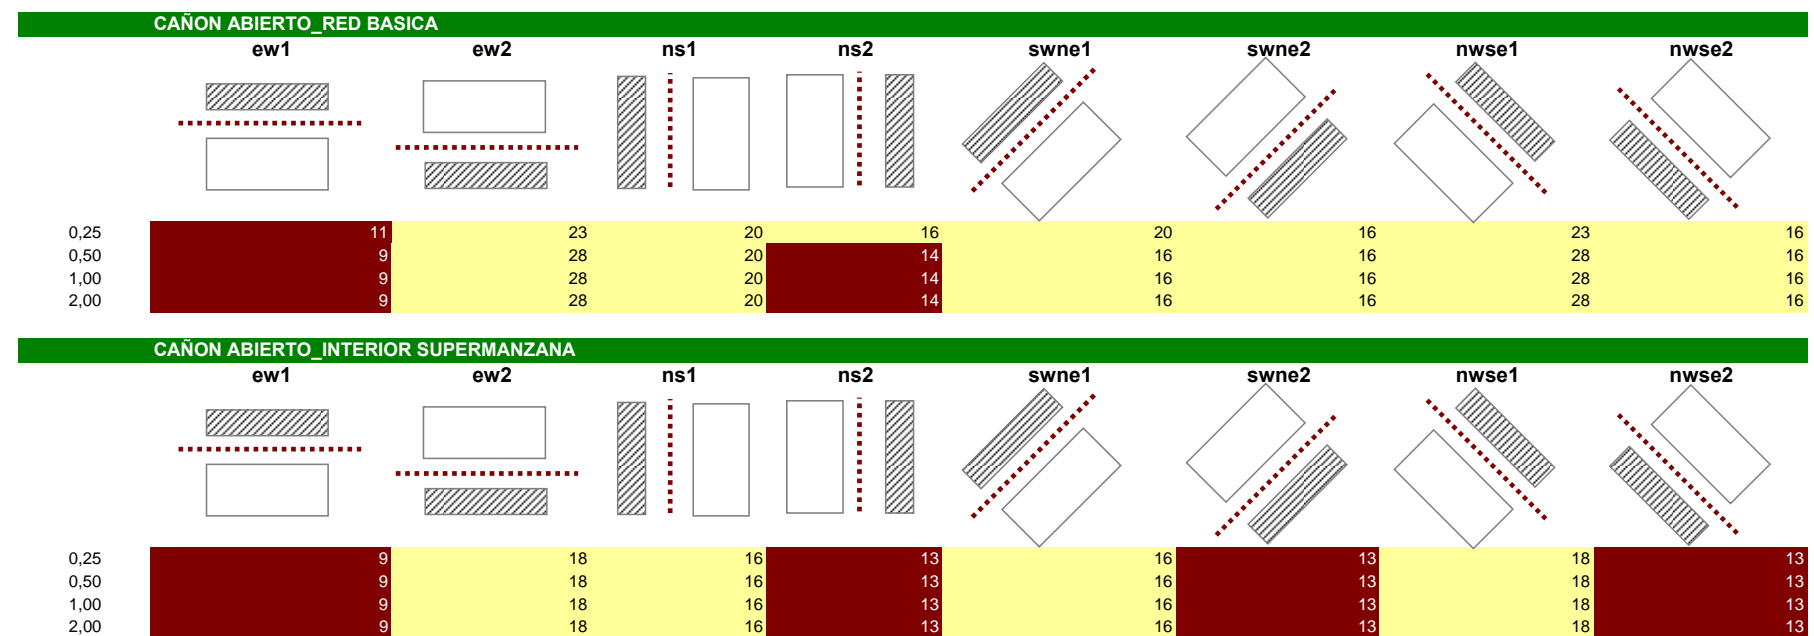 CAÑON ABIERTO_RED BASICA
ew1 ew2 ns1 ns2 swne1 swne2 nwse1 nwse2
0,25 11 23 20 16 20 16 23 16
0,50 9 28 20 14 16 16 28 16
1,00 9 28 20 14 16 16 28 16
2,00 9 28 20 14 16 16 28 16
CAÑON ABIERTO_INTERIOR SUPERMANZANA
ew1 ew2 ns1 ns2 swne1 swne2 nwse1 nwse2
0,25 9 18 16 13 16 13 18 13
0,50 9 18 16 13 16 13 18 13
1,00 9 18 16 13 16 13 18 13
2,00 9 18 16 13 16 13 18 13